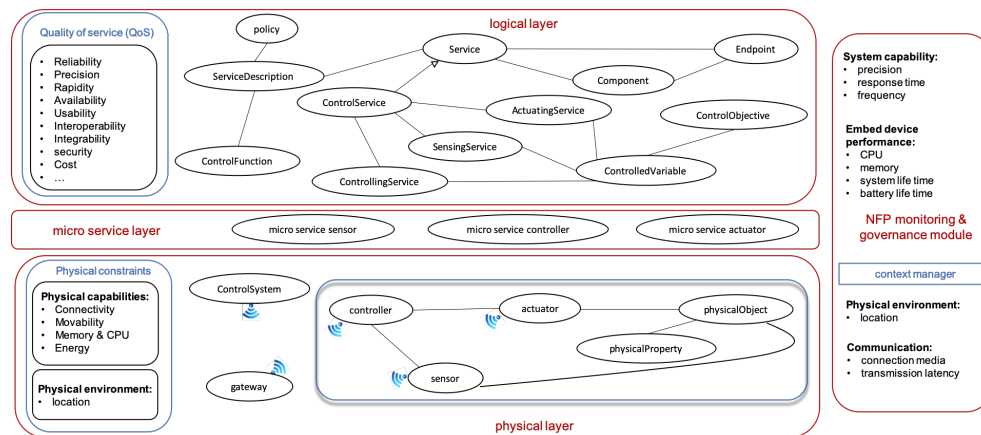 logical layer
Quality of service (QoS)
• Reliability
• Precision
• Rapidity
• Availability
• Usability
• Interoperability
• Integrability
• security
• Cost
• ...
policy
ServiceDescription
ControlFunction
Service
Endpoint
Component
ControlService
ActuatingService
ControlObjective
SensingService
ControllingService
ControlledVariable
micro service layer
micro service sensor
micro service controller
micro service actuator
Physical constraints
Physical capabilities:
• Connectivity
• Movability
• Memory & CPU
• Energy
Physical environment:
• location
ControlSystem
gateway
controller
actuator
physicalObject
physicalProperty
sensor
physical layer
System capability:
• precision
• response time
• frequency
Embed device
performance:
• CPU
• memory
• system life time
• battery life time
NFP monitoring &
governance module
context manager
Physical environment:
• location
Communication:
• connection media
• transmission latency